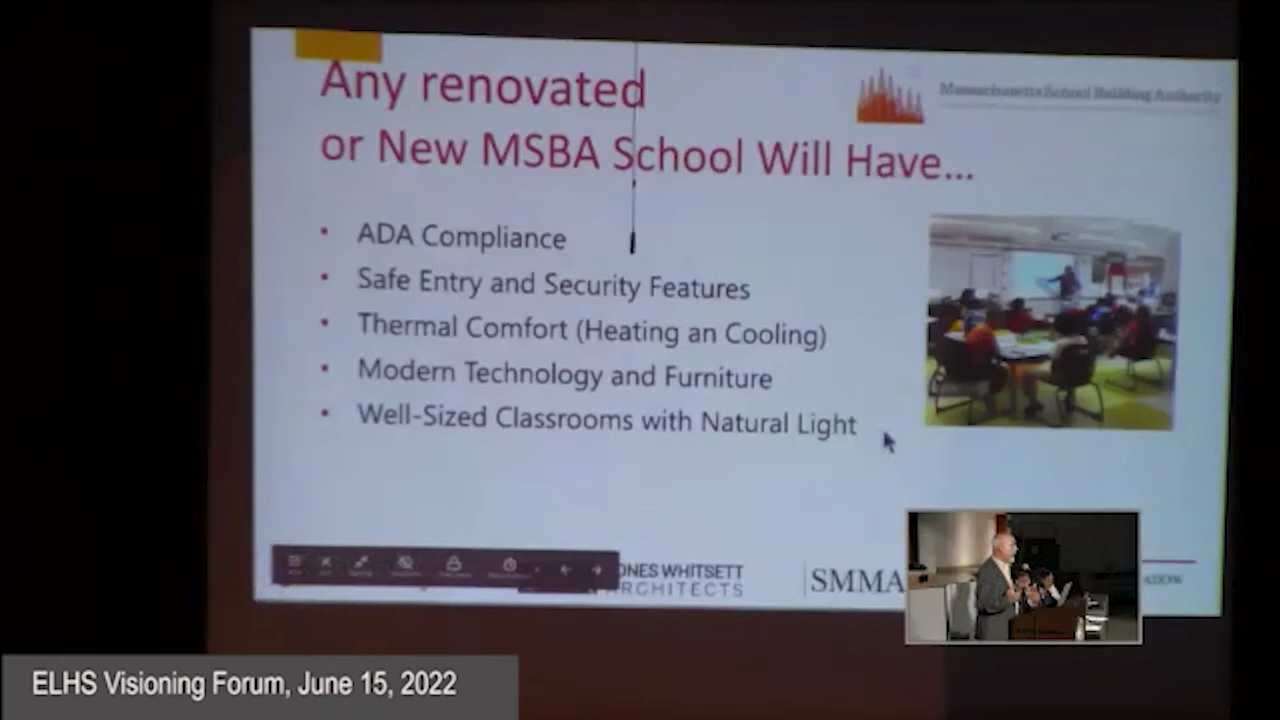 Any renovated
or New MSBA School Will Have...
Massachusetts School Building Authority
• ADA Compliance
• Safe Entry and Security Features
• Thermal Comfort (Heating an Cooling)
• Modern Technology and Furniture
• Well-Sized Classrooms with Natural Light
ONES WHITSETT
ARCHITECTS
SMMA
ELHS Visioning Forum, June 15, 2022